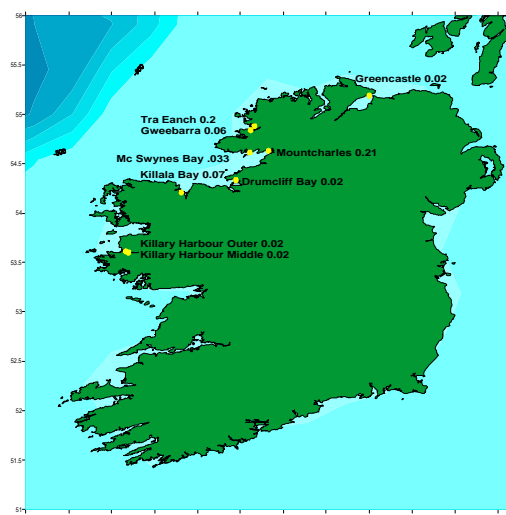 56
55.5
Greencastle 0.02
55
Tra Eanch 0.2
Gweebarra 0.06
Mc Swynes Bay .033
Mountcharles 0.21
54.5
Killala Bay 0.07
Drumcliff Bay 0.02
54
Killary Harbour Outer 0.02
Killary Harbour Middle 0.02
53.5
53
52.5
52
51.5
51